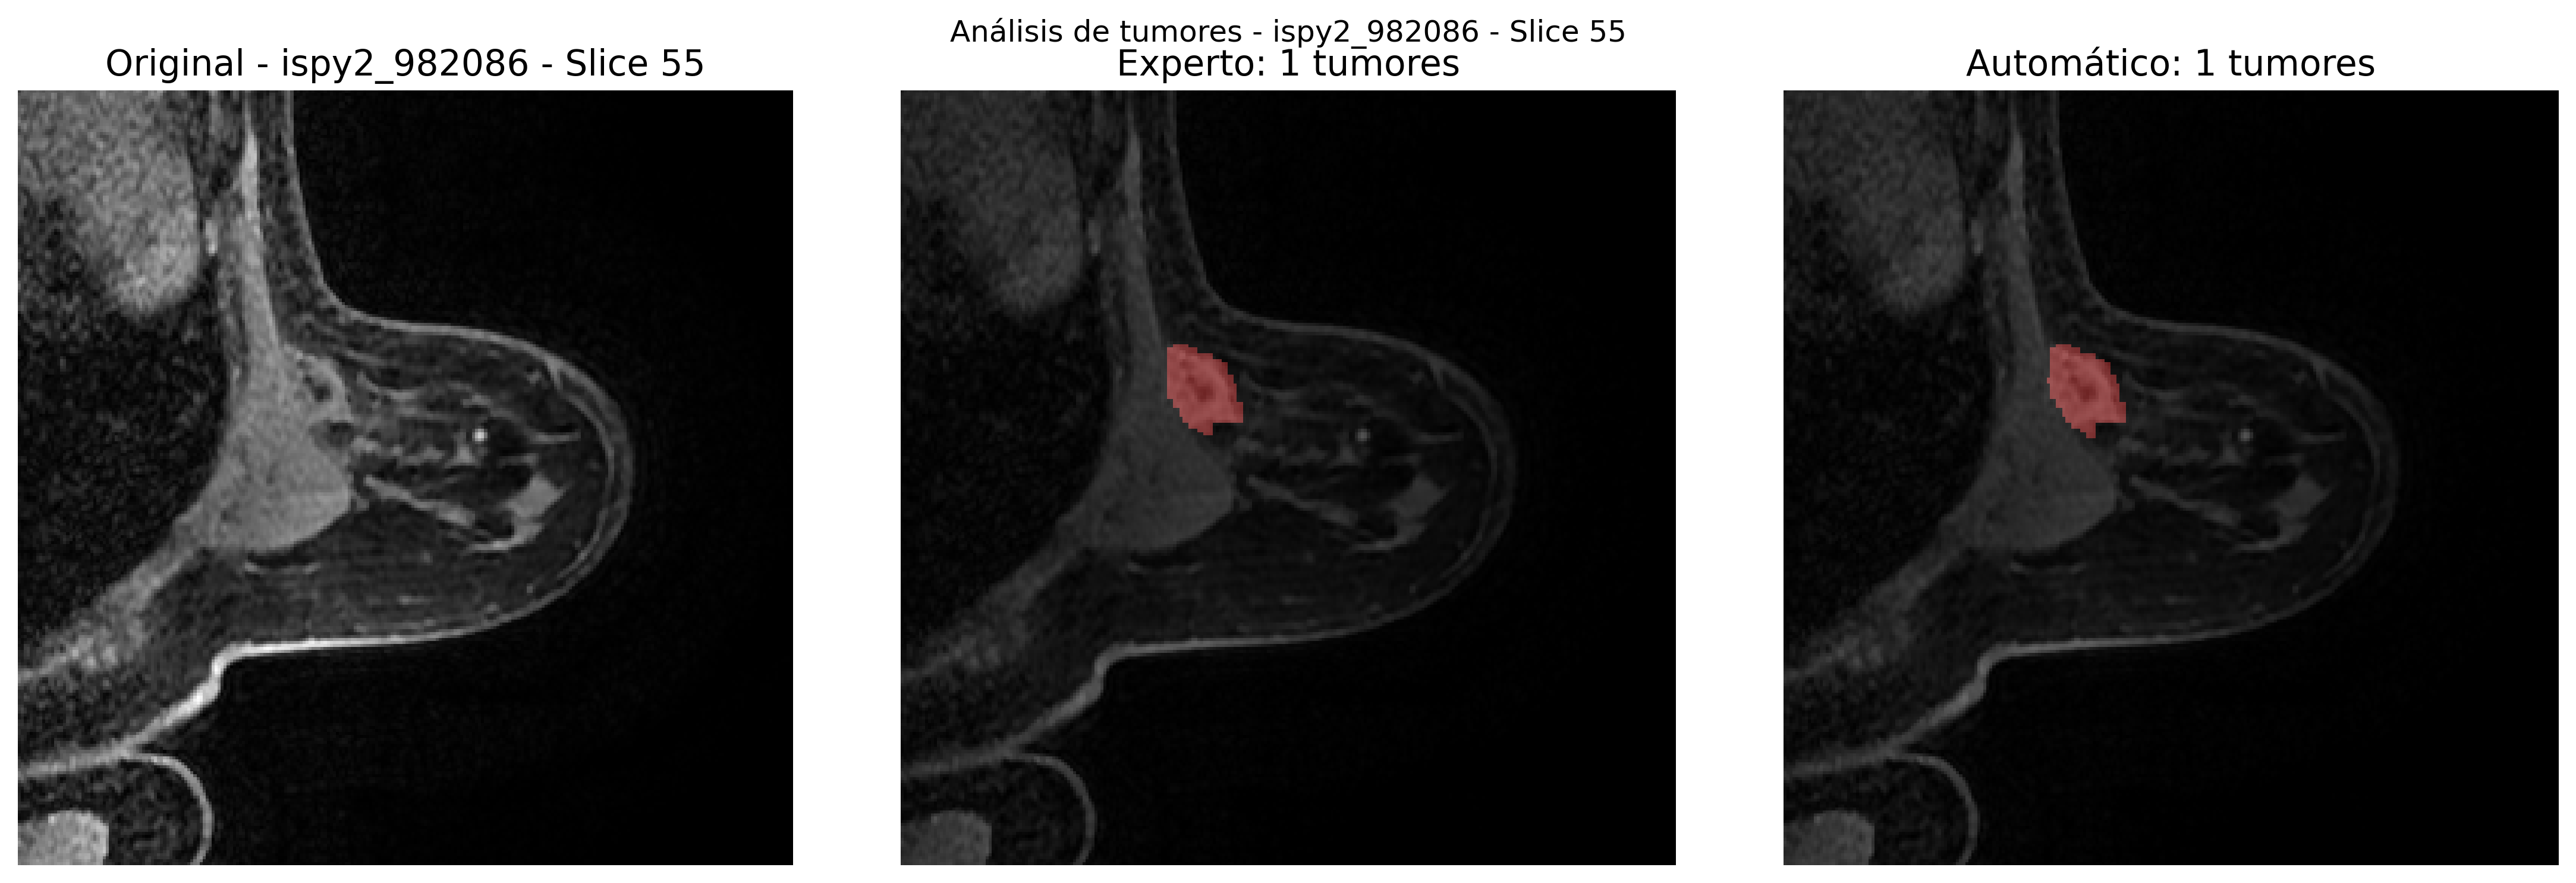 Análisis de tumores - ispy2_982086 - Slice 55
Original - ispy2_982086 - Slice 55
Experto: 1 tumores
Automático: 1 tumores